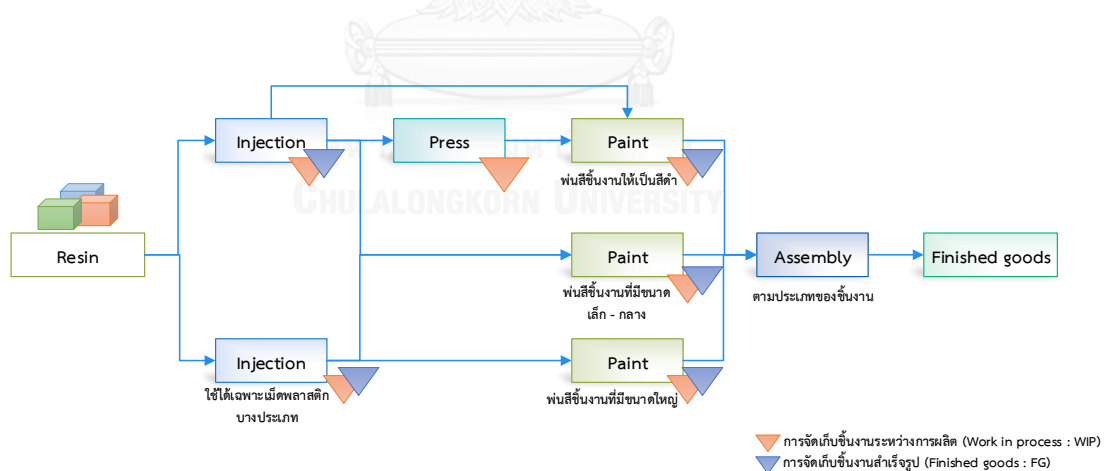 Injection
Press
Paint
พ่นสีชิ้นงานให้เป็นสีดำ
CHULALONGKORN UNIVERSITY
Resin
Paint
Assembly
Finished goods
พ่นสีชิ้นงานที่มีขนาด
เล็ก - กลาง
ตามประเภทของชิ้นงาน
Injection
Paint
ใช้ได้เฉพาะเม็ดพลาสติก
บางประเภท
พ่นสีชิ้นงานที่มีขนาดใหญ่
การจัดเก็บชิ้นงานระหว่างการผลิต (Work in process : WIP)
การจัดเก็บชิ้นงานสำเร็จรูป (Finished goods : FG)